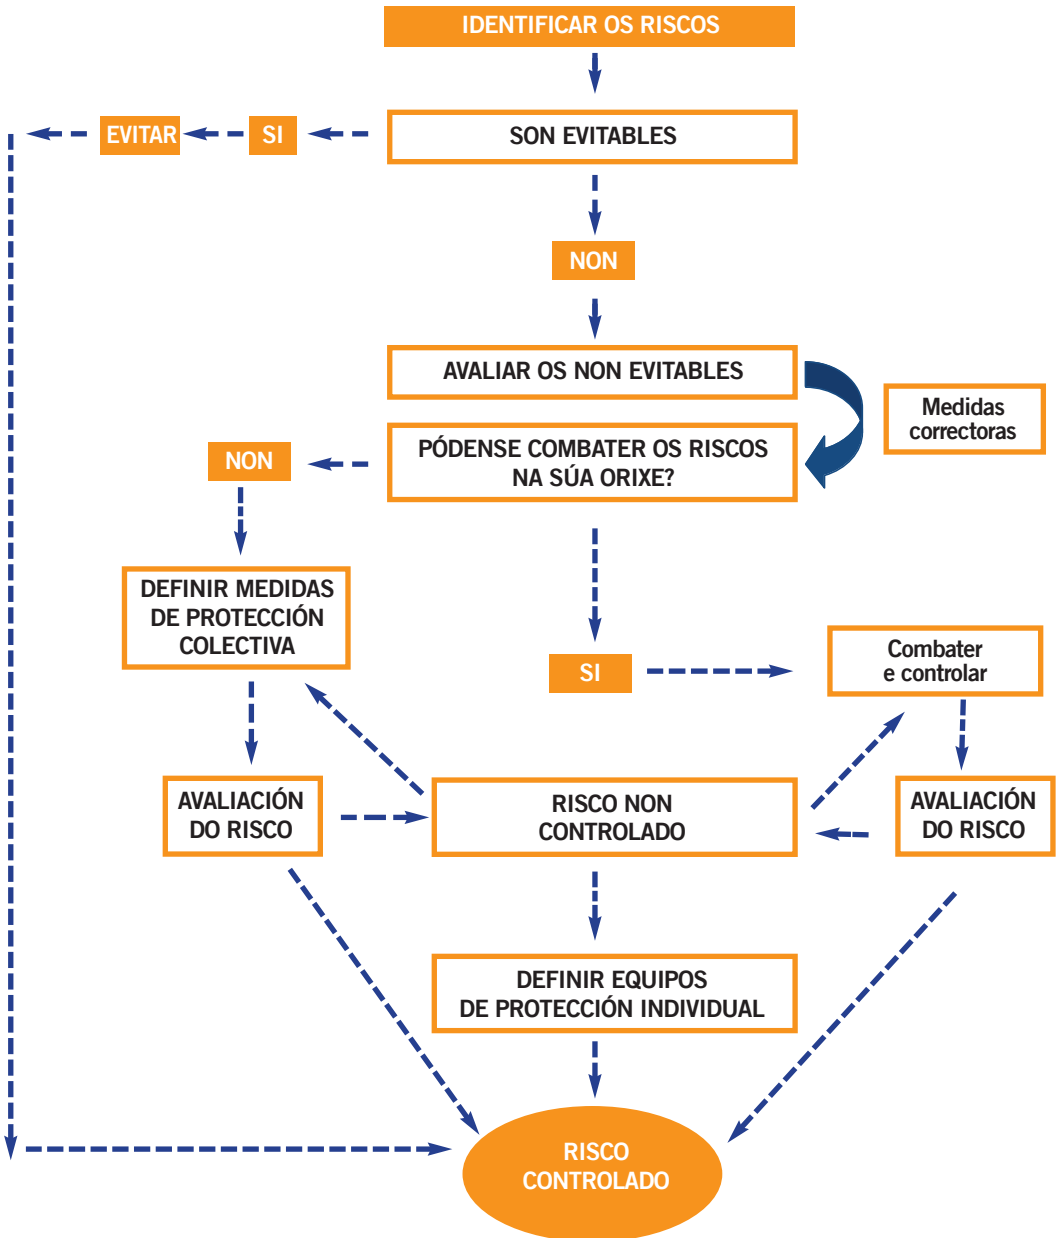 IDENTIFICAR OS RISCOS
EVITAR
SI
SON EVITABLES
NON
AVALIAR OS NON EVITABLES
Medidas
correctoras
PÓDENSE COMBATER OS RISCOS
NA SÚA ORIXE?
NON
DEFINIR MEDIDAS
DE PROTECCIÓN
COLECTIVA
SI
Combater
e controlar
AVALIACIÓN
DO RISCO
RISCO NON
CONTROLADO
AVALIACIÓN
DO RISCO
DEFINIR EQUIPOS
DE PROTECCIÓN INDIVIDUAL
RISCO
CONTROLADO